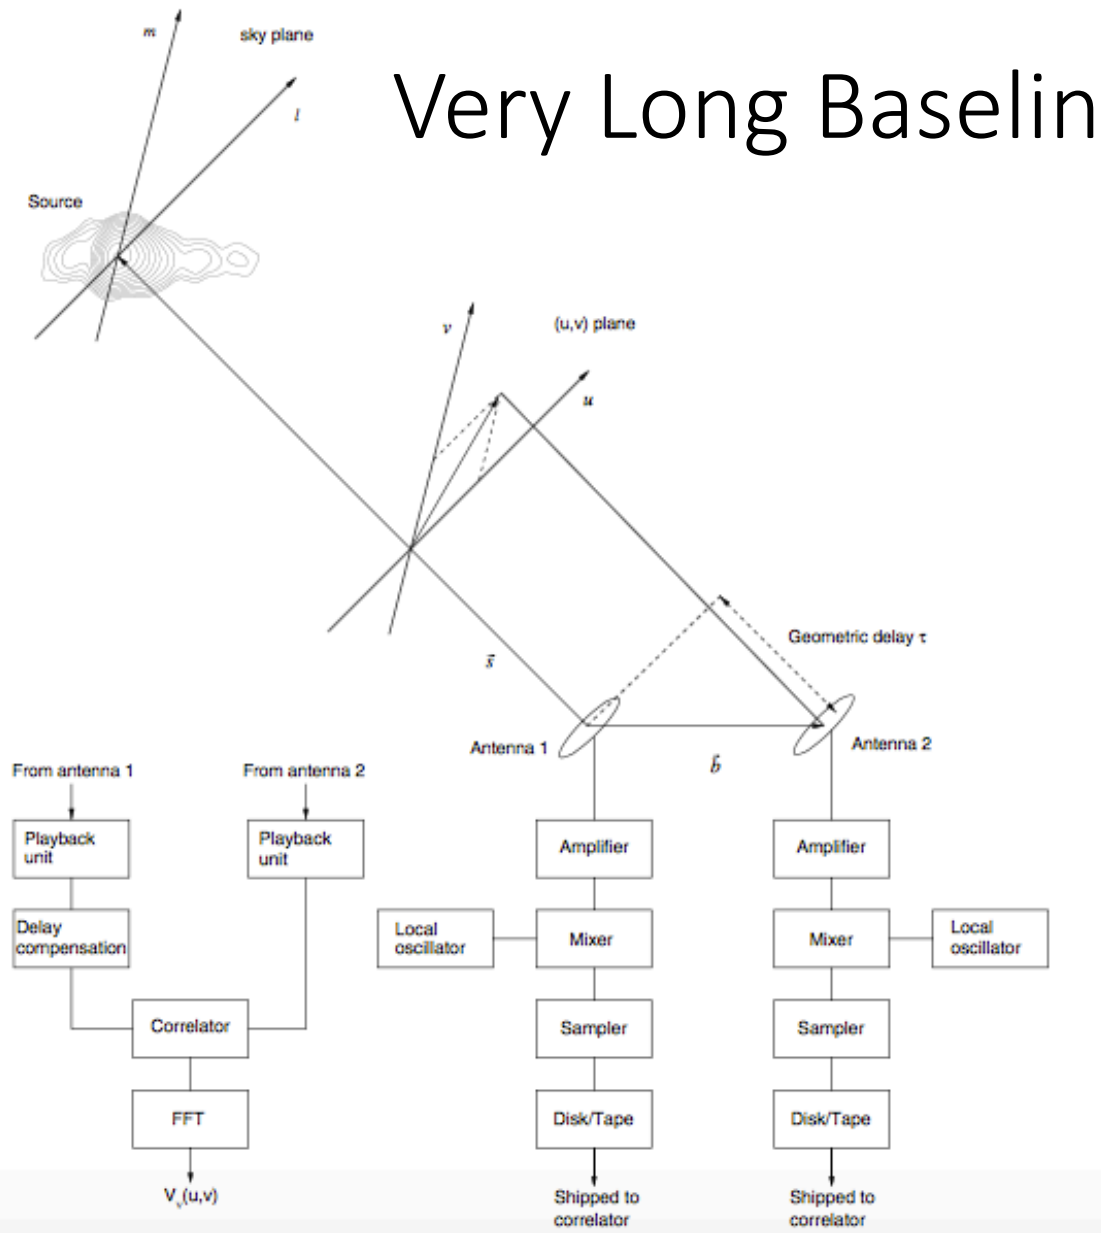 m
sky plane
l
Very Long Baselin
Source
v
(u,v) plane
u
Geometric delay τ
s⃗
Antenna 1
Antenna 2
b⃗
From antenna 1
From antenna 2
Playback
unit
Playback
unit
Amplifier
Amplifier
Delay
compensation
Local
oscillator
Mixer
Mixer
Local
oscillator
Correlator
Sampler
Sampler
FFT
Disk/Tape
Disk/Tape
Vᵥ(u,v)
Shipped to
correlator
Shipped to
correlator